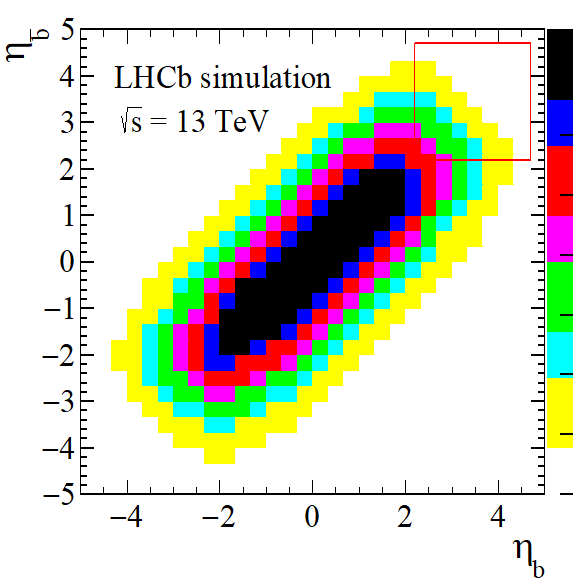 η_b̅
5
4
3
2
1
0
−1
−2
−3
−4
−5
LHCb simulation
√s = 13 TeV
−4 −2 0 2 4
η_b